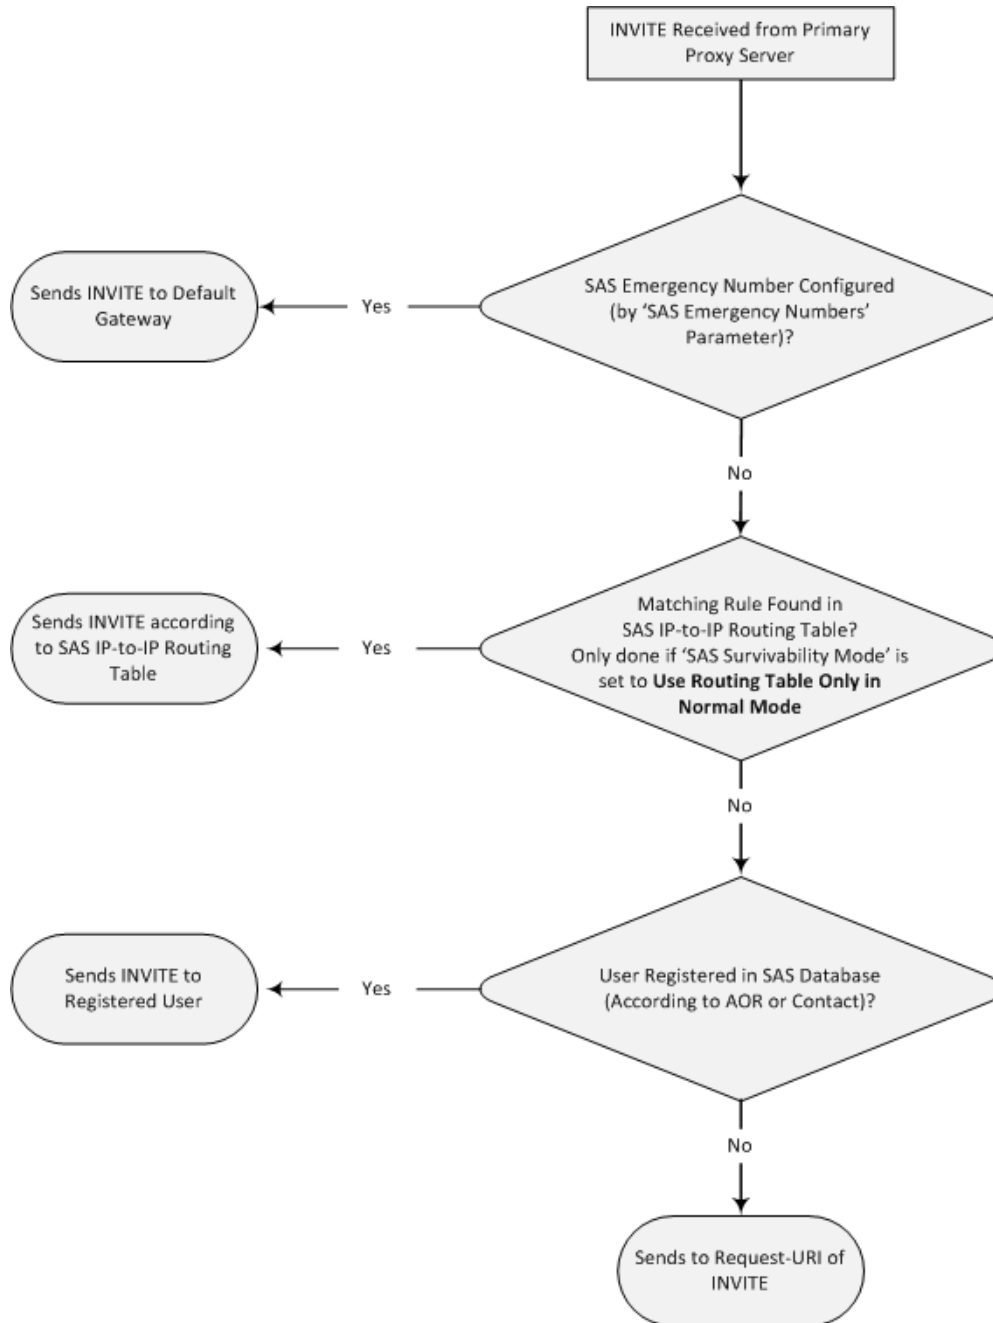 INVITE Received from Primary
Proxy Server
SAS Emergency Number Configured
(by ‘SAS Emergency Numbers’
Parameter)?
Yes
Sends INVITE to Default
Gateway
No
Matching Rule Found in
SAS IP-to-IP Routing Table?
Only done if ‘SAS Survivability Mode’ is
set to Use Routing Table Only in
Normal Mode
Yes
Sends INVITE according
to SAS IP-to-IP Routing
Table
No
User Registered in SAS Database
(According to AOR or Contact)?
Yes
Sends INVITE to
Registered User
No
Sends to Request-URI of
INVITE